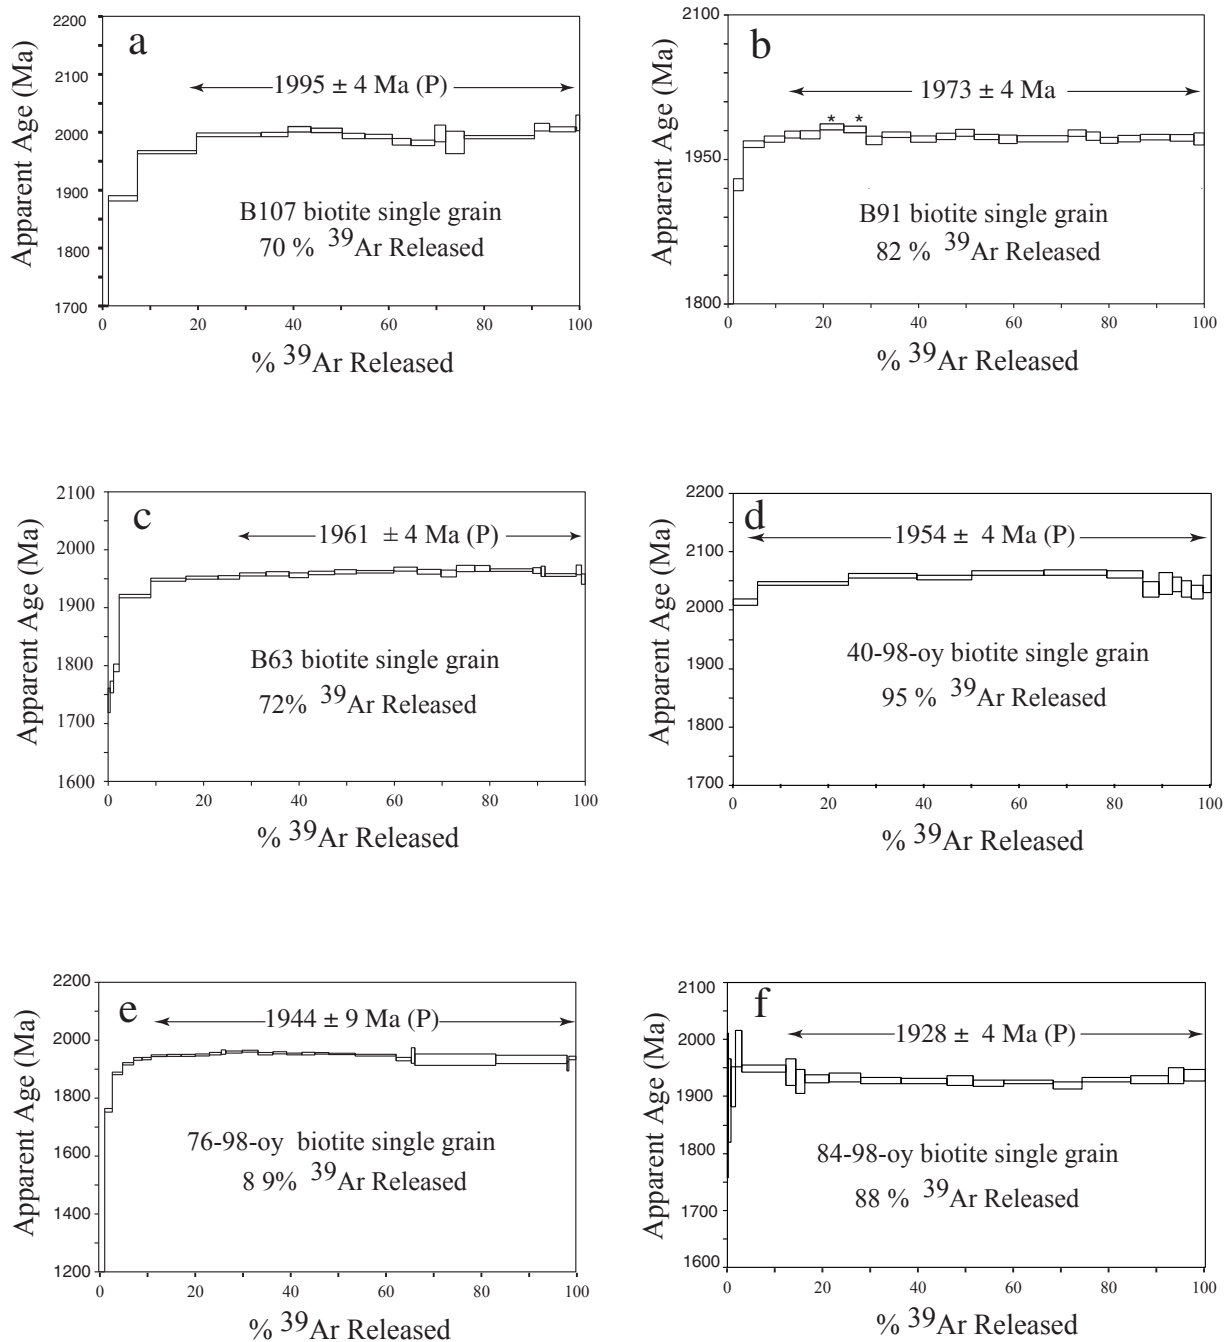 a
1995 ± 4 Ma (P)
B107 biotite single grain
70 % 39Ar Released
Apparent Age (Ma)
2200
2100
2000
1900
1800
1700
0 20 40 60 80 100
% 39Ar Released
b
1973 ± 4 Ma
* *
B91 biotite single grain
82 % 39Ar Released
Apparent Age (Ma)
2100
1950
1800
0 20 40 60 80 100
% 39Ar Released
c
1961 ± 4 Ma (P)
B63 biotite single grain
72% 39Ar Released
Apparent Age (Ma)
2100
2000
1900
1800
1700
1600
0 20 40 60 80 100
% 39Ar Released
d
1954 ± 4 Ma (P)
40-98-oy biotite single grain
95 % 39Ar Released
Apparent Age (Ma)
2200
2100
2000
1900
1800
1700
0 20 40 60 80 100
% 39Ar Released
e
1944 ± 9 Ma (P)
76-98-oy biotite single grain
8 9% 39Ar Released
Apparent Age (Ma)
2200
2000
1800
1600
1400
1200
0 20 40 60 80 100
% 39Ar Released
f
1928 ± 4 Ma (P)
84-98-oy biotite single grain
88 % 39Ar Released
Apparent Age (Ma)
2100
2000
1900
1800
1700
1600
0 20 40 60 80 100
% 39Ar Released